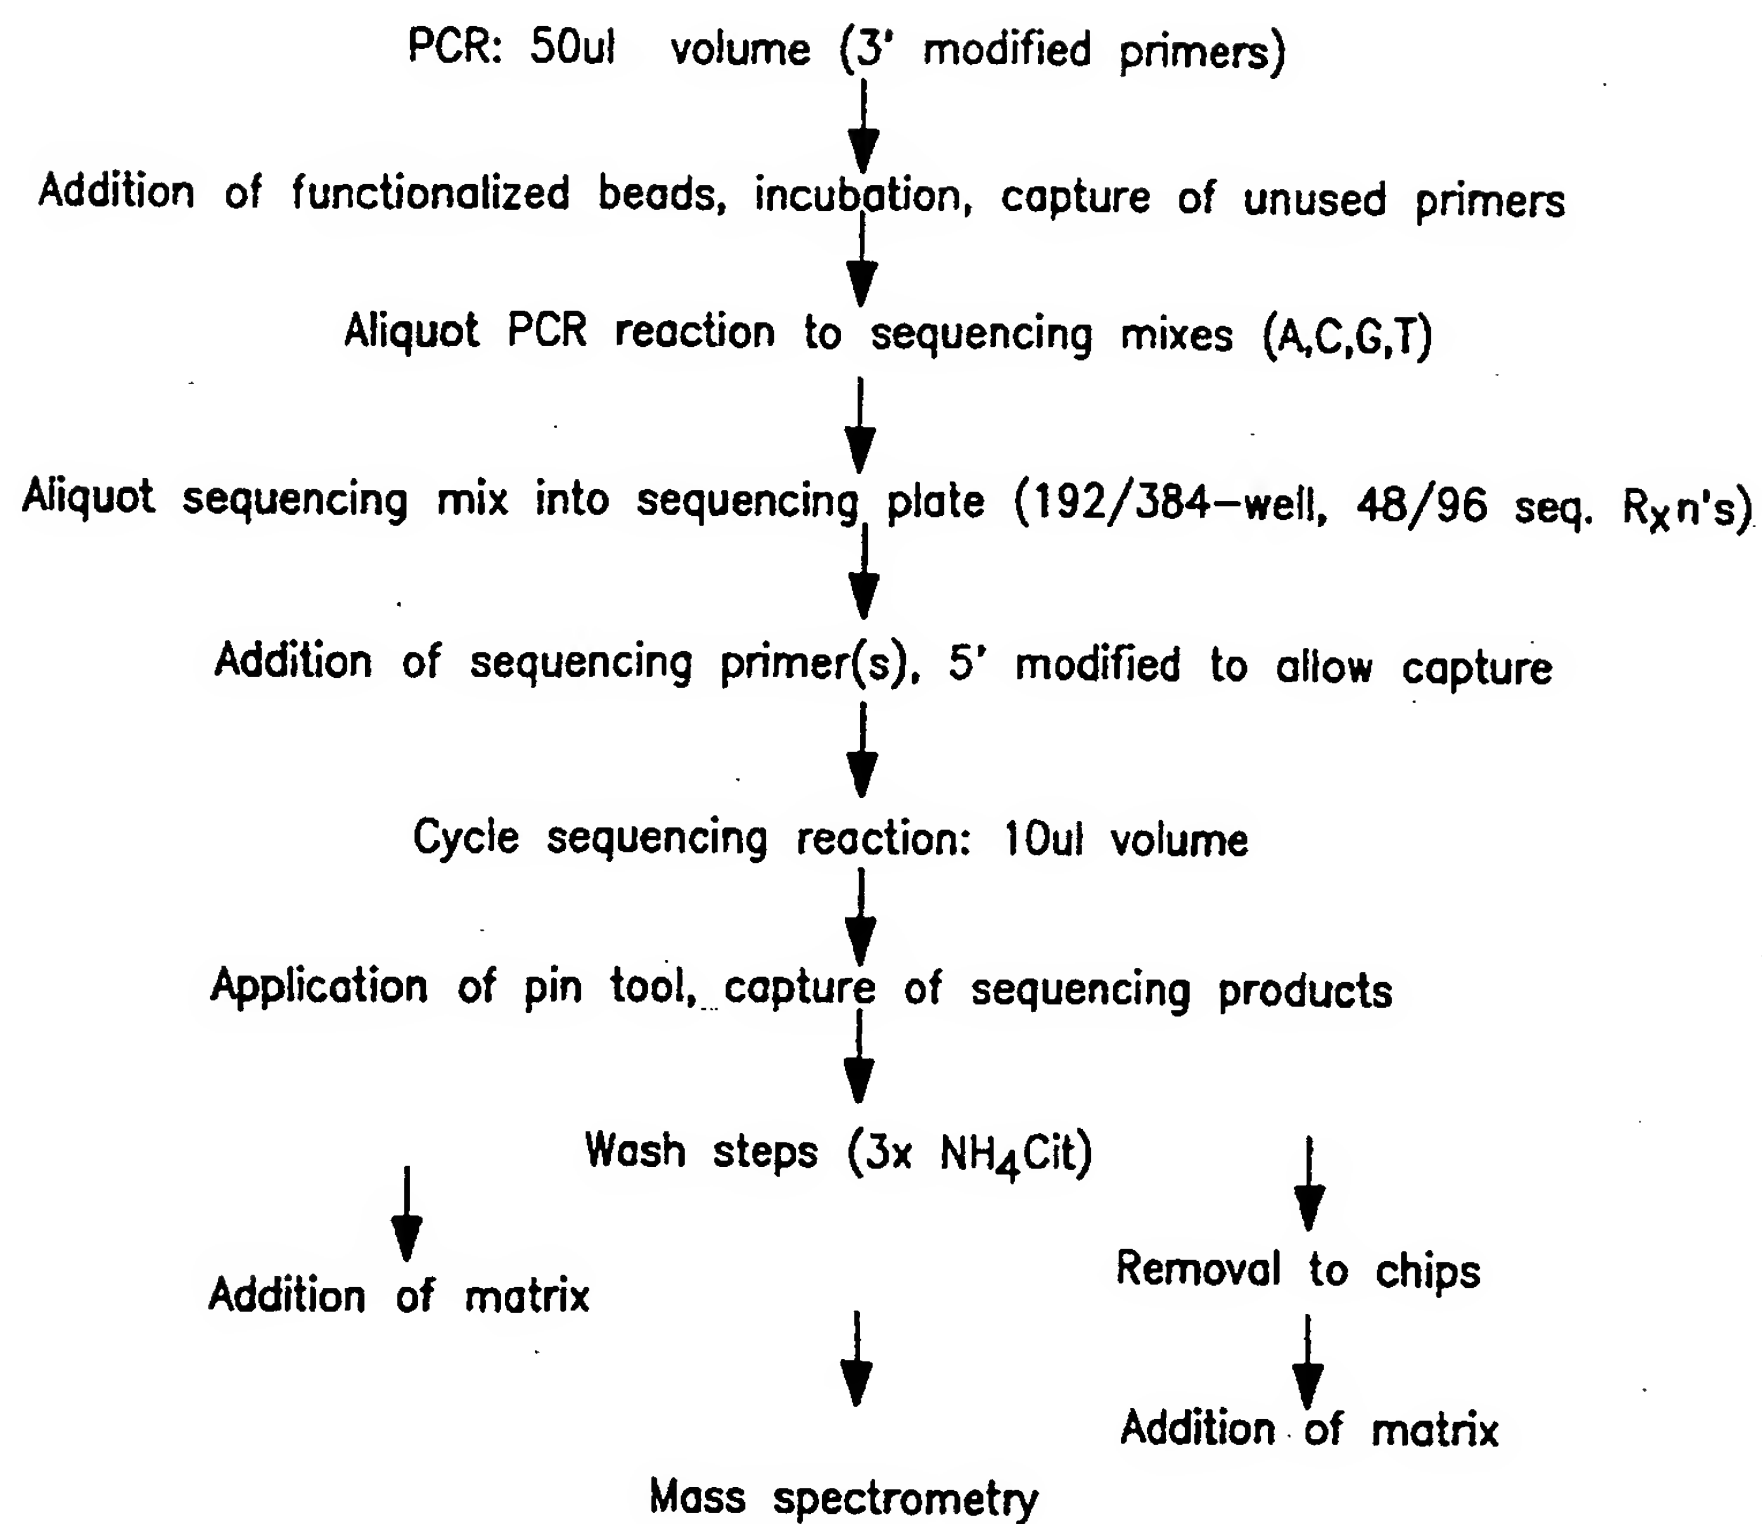 PCR: 50ul volume (3' modified primers)
Addition of functionalized beads, incubation, capture of unused primers
Aliquot PCR reaction to sequencing mixes (A,C,G,T)
Aliquot sequencing mix into sequencing plate (192/384-well, 48/96 seq. Rxn's)
Addition of sequencing primer(s), 5' modified to allow capture
Cycle sequencing reaction: 10ul volume
Application of pin tool, capture of sequencing products
Wash steps (3x NH4Cit)
Addition of matrix
Removal to chips
Addition of matrix
Mass spectrometry